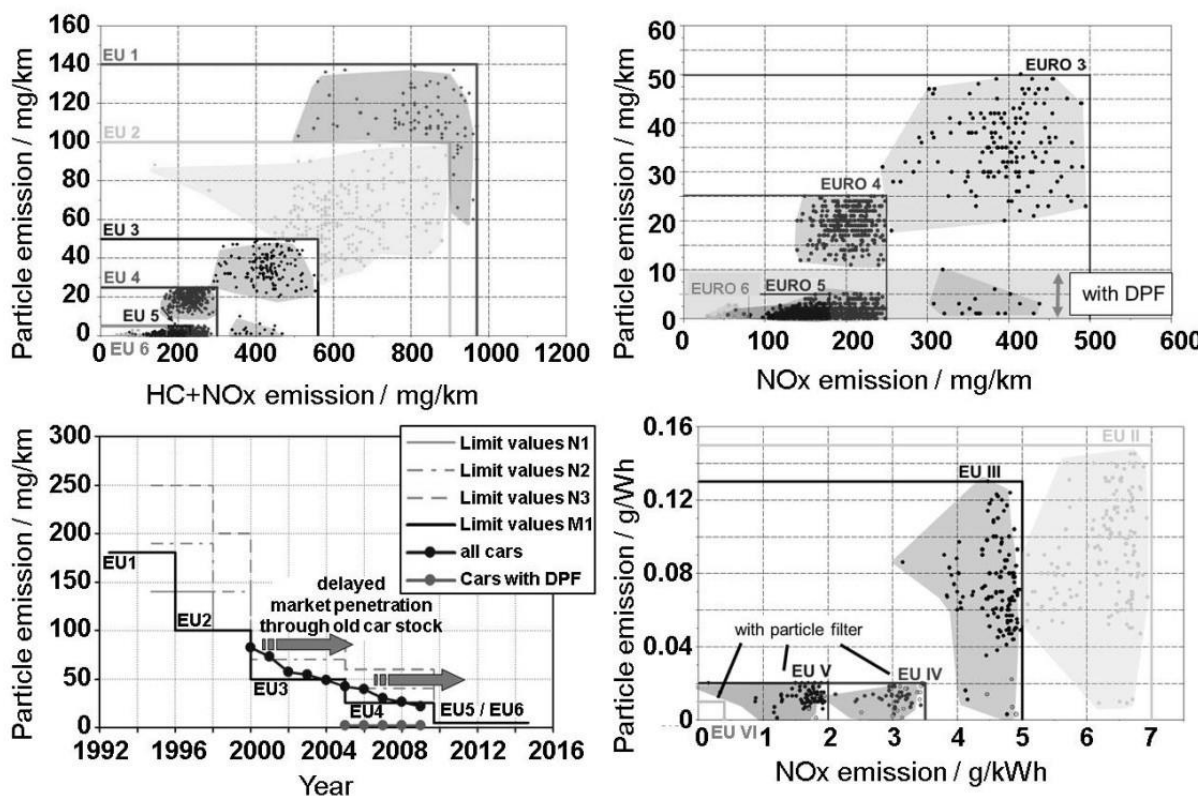 160
140
120
100
80
60
40
20
0
Particle emission / mg/km
EU 1
EU 2
EU 3
EU 4
EU 5
EU 6
0 200 400 600 800 1000 1200
HC+NOx emission / mg/km
60
50
40
30
20
10
0
Particle emission / mg/km
EURO 3
EURO 4
EURO 6
EURO 5
with DPF
0 100 200 300 400 500 600
NOx emission / mg/km
300
250
200
150
100
50
0
Particle emission / mg/km
Limit values N1
Limit values N2
Limit values N3
Limit values M1
all cars
Cars with DPF
EU1
EU2
delayed
market penetration
through old car stock
EU3
EU4
EU5 / EU6
1992 1996 2000 2004 2008 2012 2016
Year
0.16
0.12
0.08
0.04
0
Particle emission / g/Wh
EU II
EU III
with particle filter
EU V
EU IV
EU VI
0 1 2 3 4 5 6 7
NOx emission / g/kWh